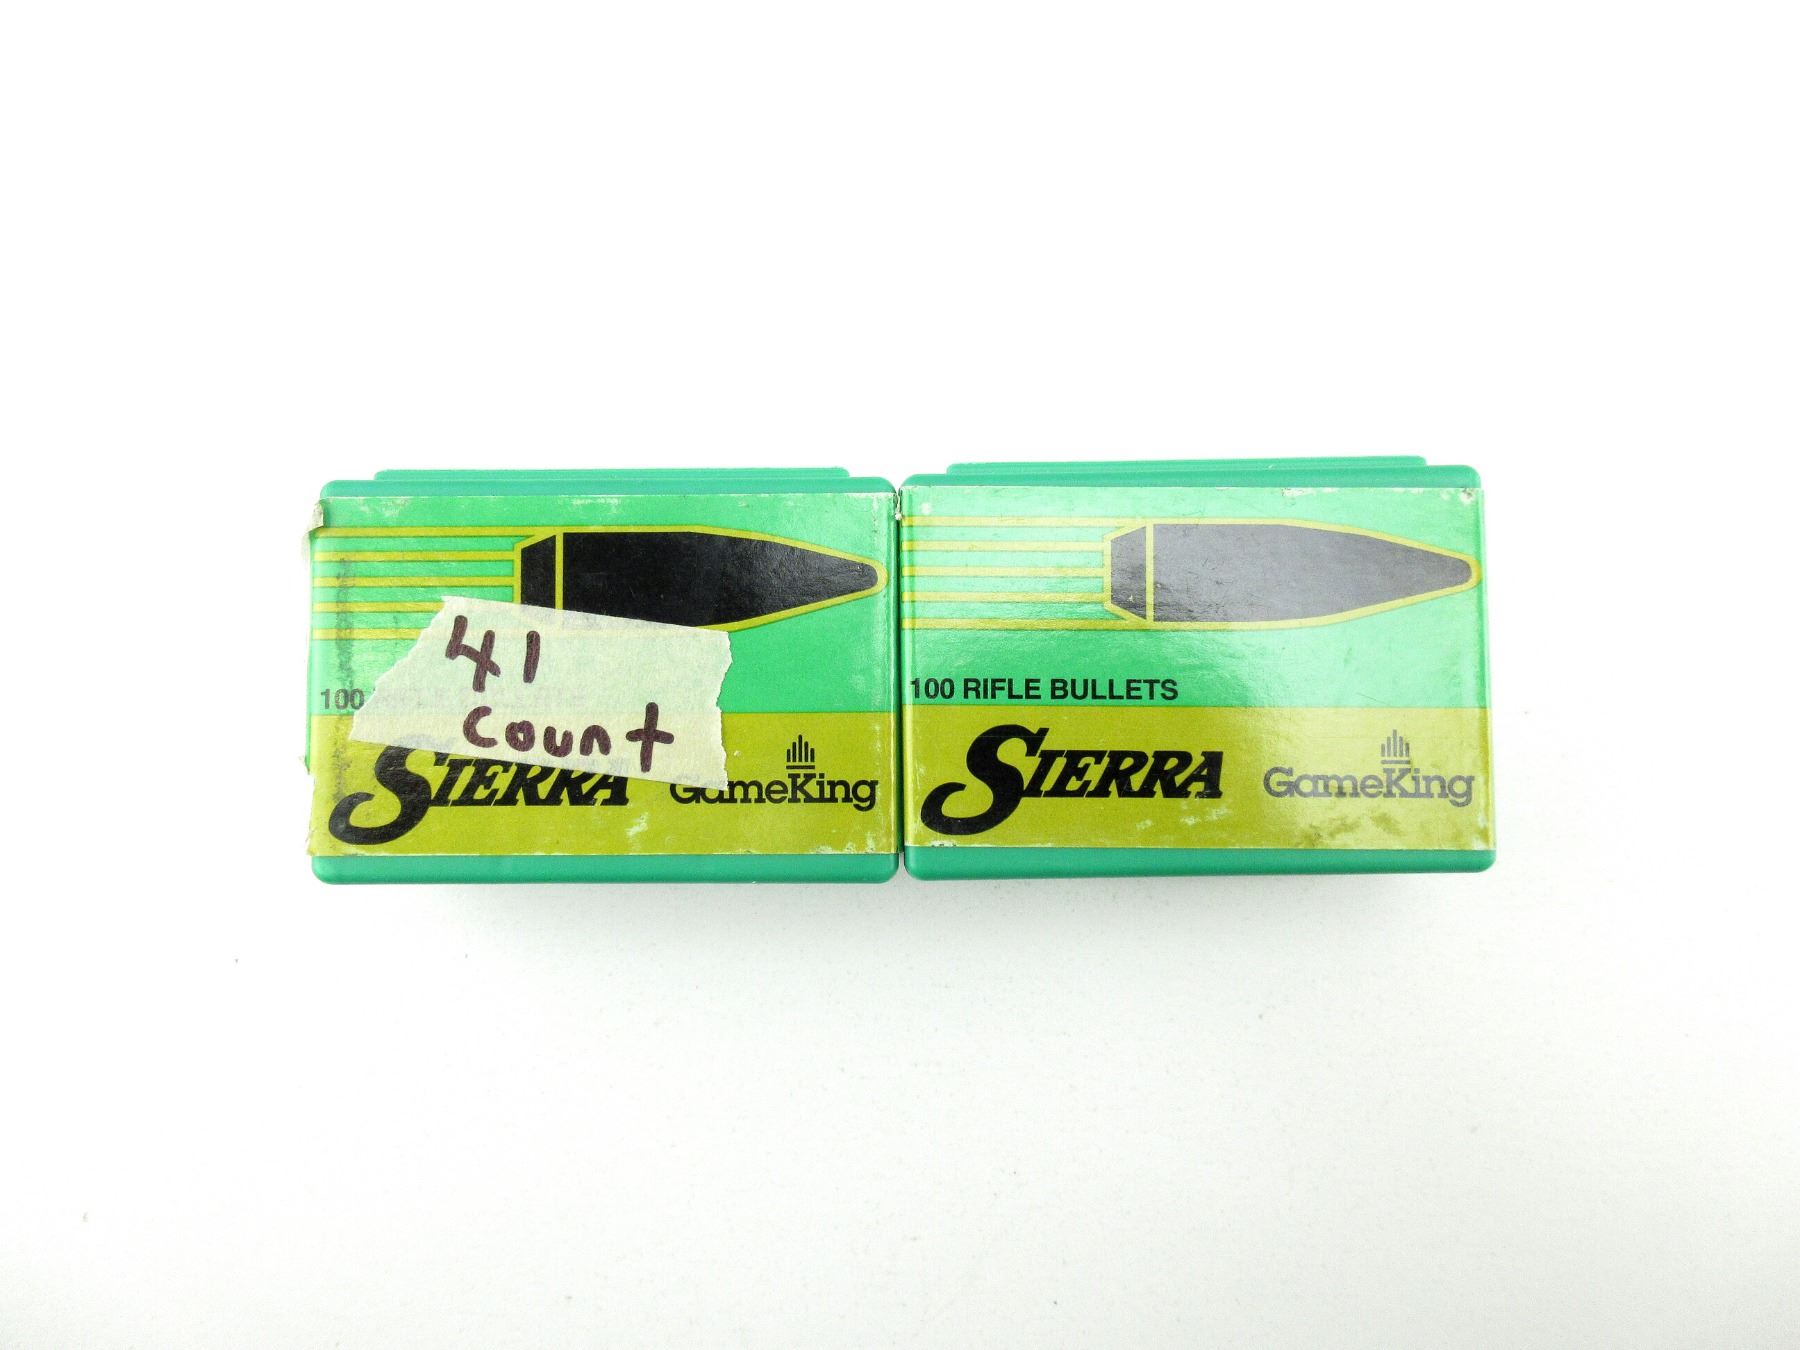 41
count
100
SIERRA
GameKing
100 RIFLE BULLETS
SIERRA
GameKing